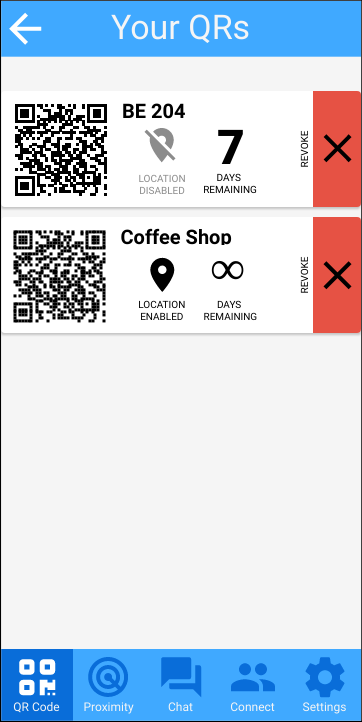 Your QRs
BE 204
7
LOCATION
DISABLED
DAYS
REMAINING
REVOKE
Coffee Shop
∞
LOCATION
ENABLED
DAYS
REMAINING
REVOKE
QR Code
Proximity
Chat
Connect
Settings